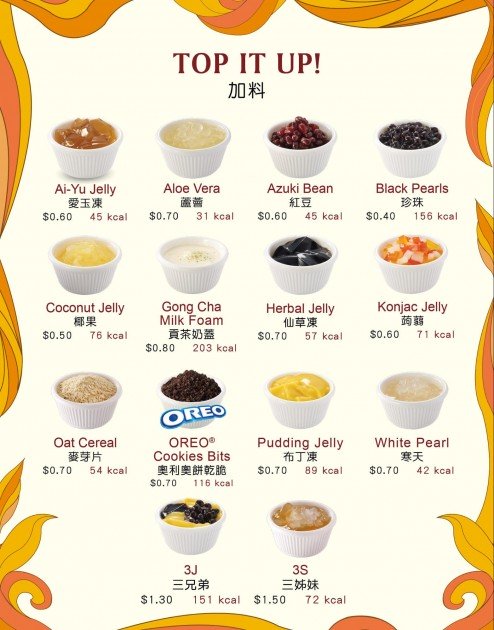 TOP IT UP!
加料
Ai-Yu Jelly
愛玉凍
$0.60 45 kcal
Aloe Vera
蘆薈
$0.70 31 kcal
Azuki Bean
紅豆
$0.60 45 kcal
Black Pearls
珍珠
$0.40 156 kcal
Coconut Jelly
椰果
$0.50 76 kcal
Gong Cha
Milk Foam
貢茶奶蓋
$0.80 203 kcal
Herbal Jelly
仙草凍
$0.70 57 kcal
Konjac Jelly
蒟蒻
$0.60 71 kcal
Oat Cereal
麥芽片
$0.70 54 kcal
OREO
OREO®
Cookies Bits
奧利奧餅乾脆
$0.70 116 kcal
Pudding Jelly
布丁凍
$0.70 89 kcal
White Pearl
寒天
$0.70 42 kcal
3J
三兄弟
$1.30 151 kcal
3S
三姊妹
$1.50 72 kcal